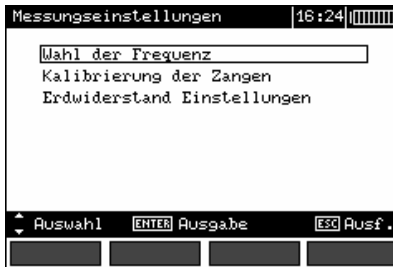 Messungseinstellungen 16:24
Wahl der Frequenz
Kalibrierung der Zangen
Erdwiderstand Einstellungen
Auswahl ENTER Ausgabe ESC Ausf.